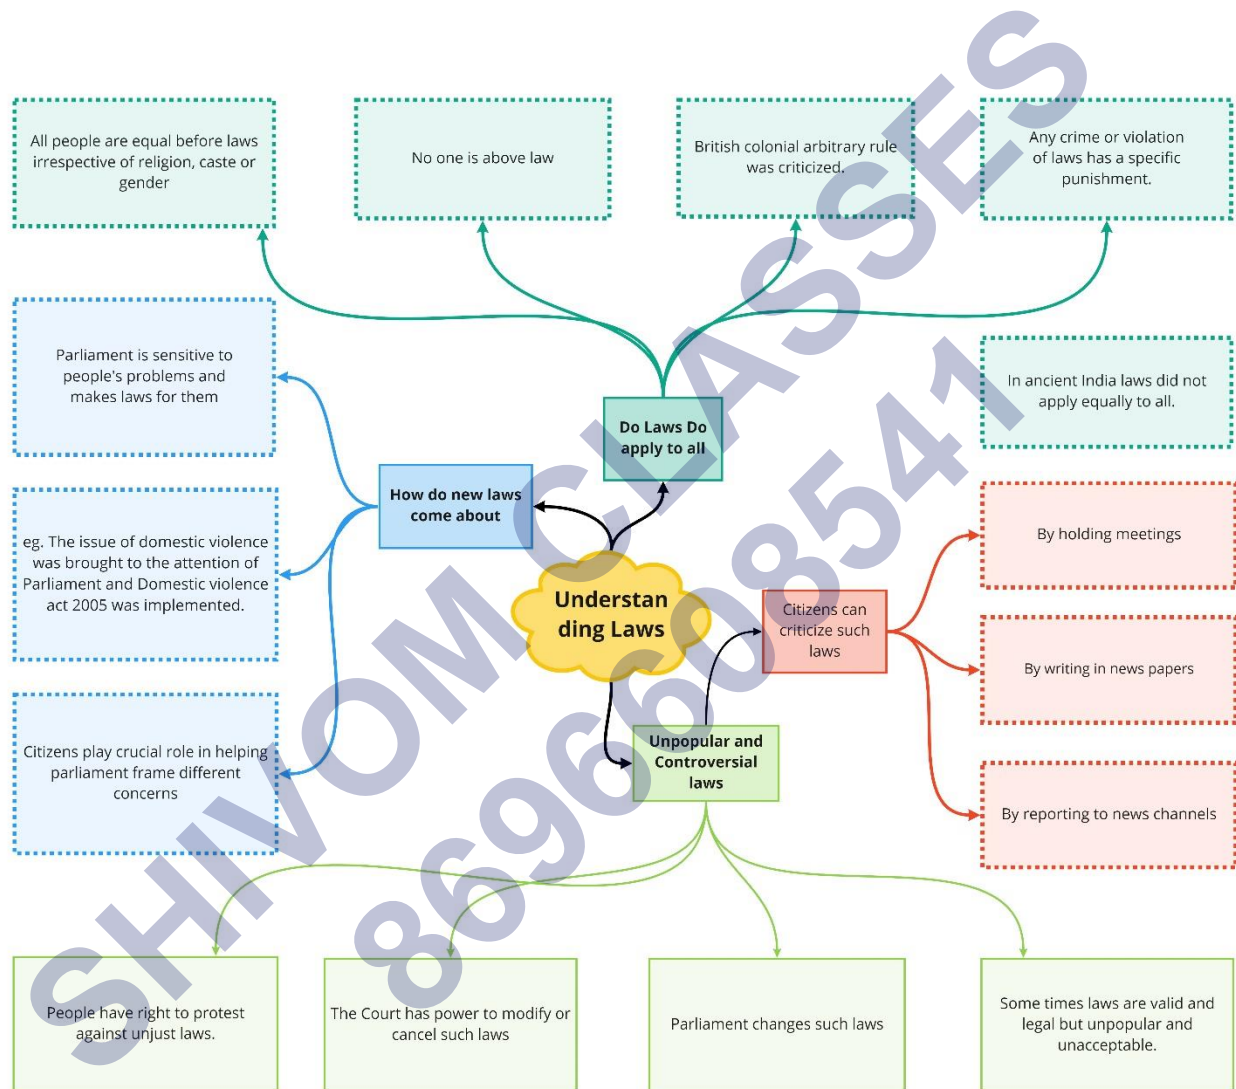 All people are equal before laws
irrespective of religion, caste or
gender
No one is above law
British colonial arbitrary rule
was criticized.
Any crime or violation
of laws has a specific
punishment.
Parliament is sensitive to
people's problems and
makes laws for them
In ancient India laws did not
apply equally to all.
Do Laws Do
apply to all
How do new laws
come about
eg. The issue of domestic violence
was brought to the attention of
Parliament and Domestic violence
act 2005 was implemented.
By holding meetings
Understan
ding Laws
Citizens can
criticize such
laws
By writing in news papers
Citizens play crucial role in helping
parliament frame different
concerns
Unpopular and
Controversial
laws
By reporting to news channels
People have right to protest
against unjust laws.
The Court has power to modify or
cancel such laws
Parliament changes such laws
Some times laws are valid and
legal but unpopular and
unacceptable.
SHIVOM CLASSES
8696608541